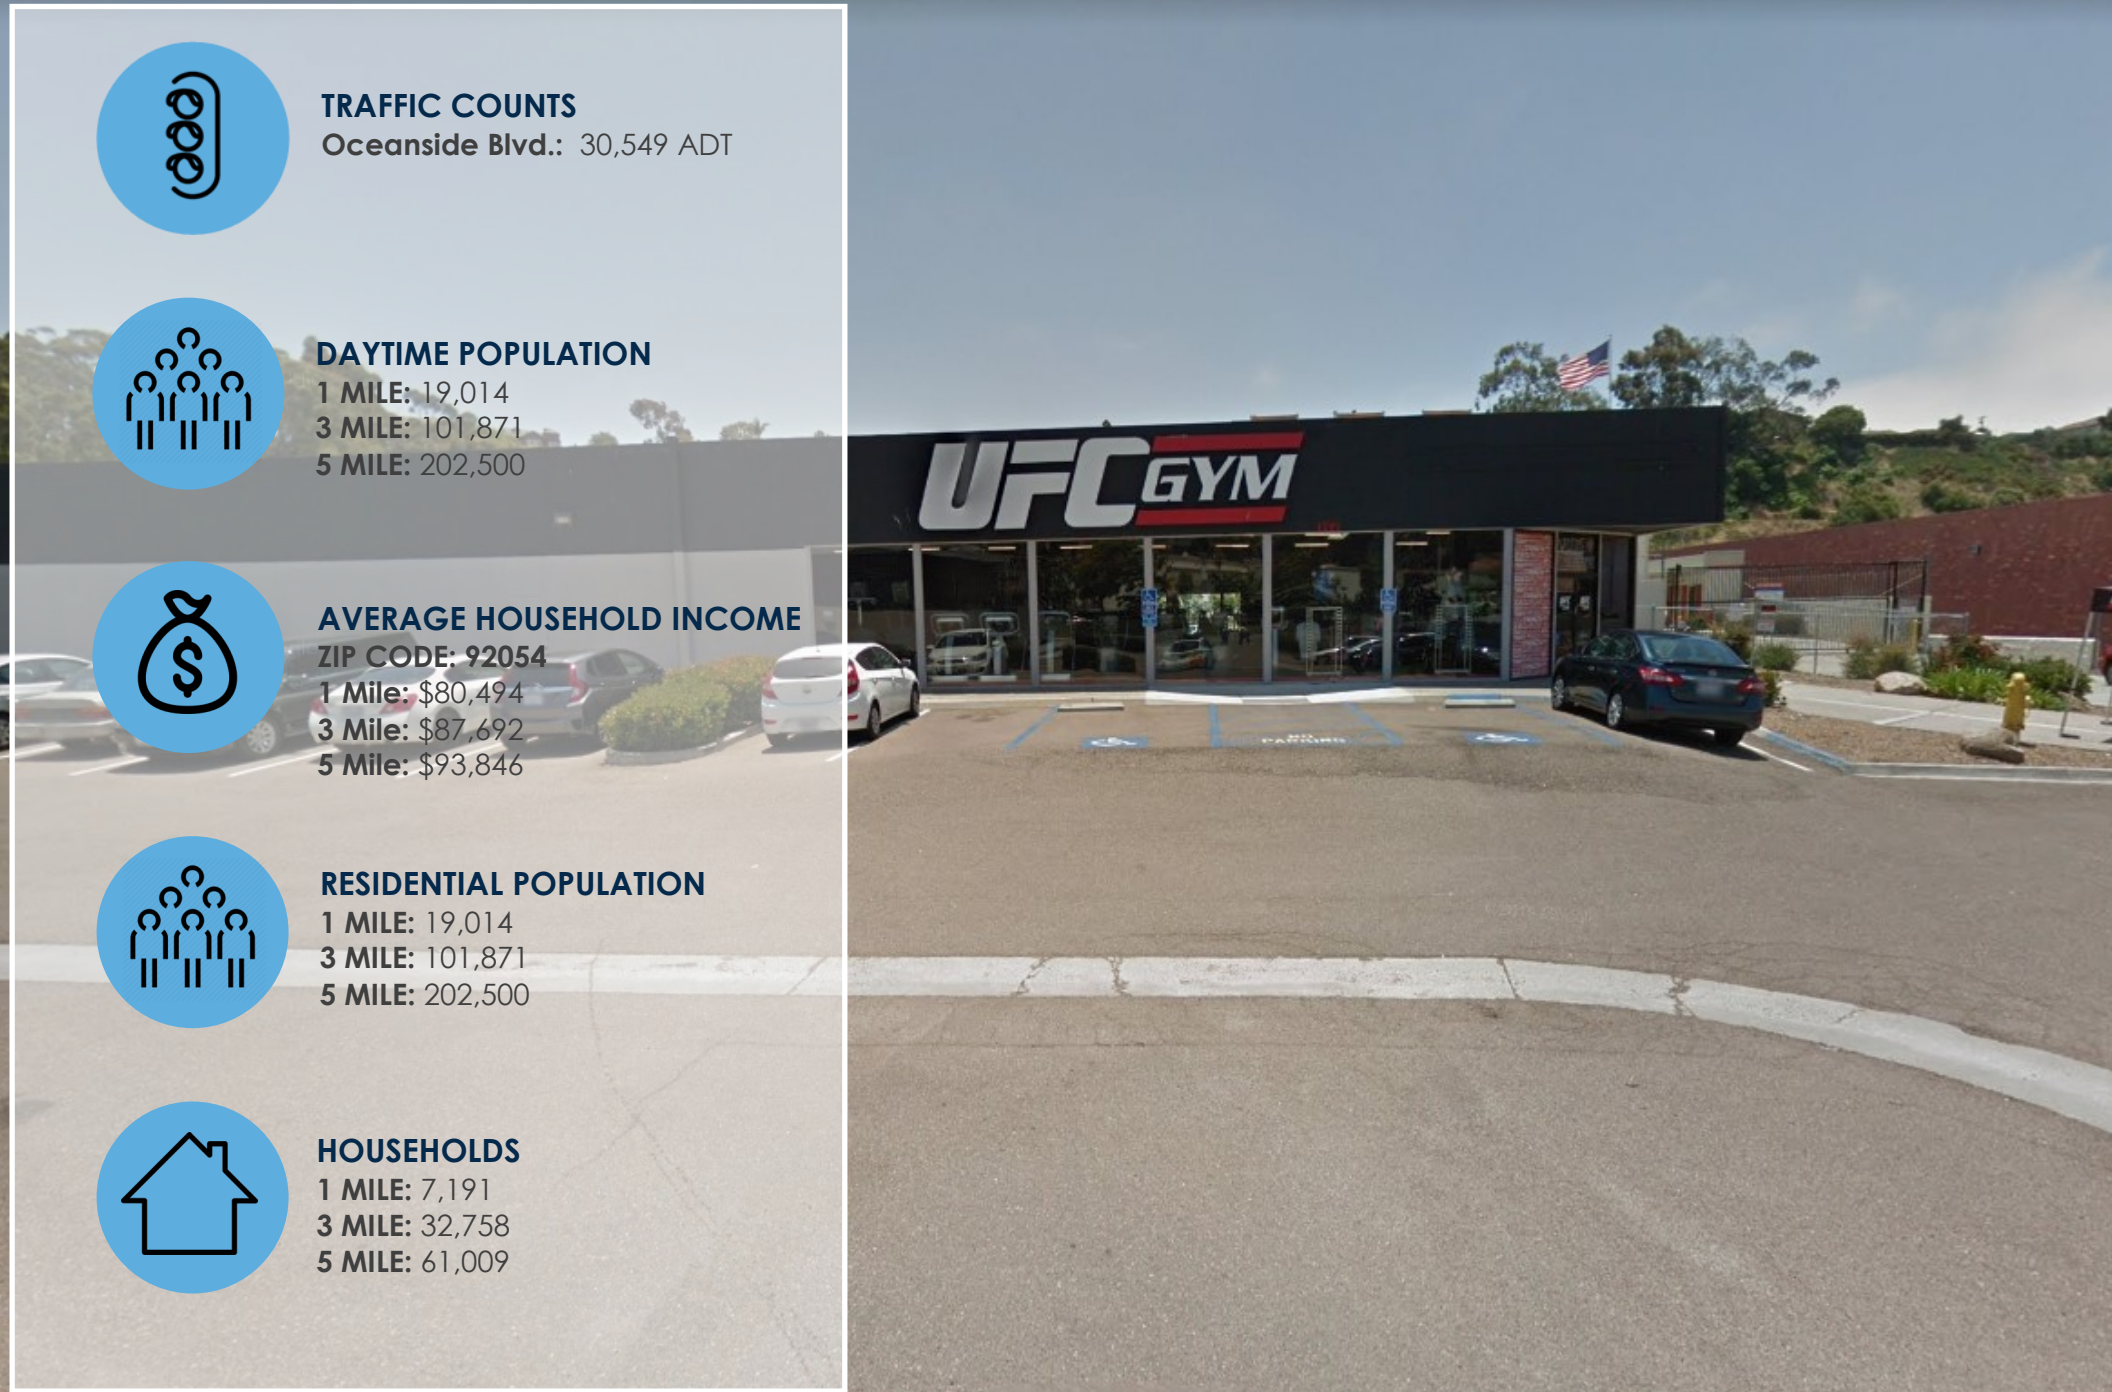 TRAFFIC COUNTS
Oceanside Blvd.: 30,549 ADT
DAYTIME POPULATION
1 MILE: 19,014
3 MILE: 101,871
5 MILE: 202,500
AVERAGE HOUSEHOLD INCOME
ZIP CODE: 92054
1 Mile: $80,494
3 Mile: $87,692
5 Mile: $93,846
RESIDENTIAL POPULATION
1 MILE: 19,014
3 MILE: 101,871
5 MILE: 202,500
HOUSEHOLDS
1 MILE: 7,191
3 MILE: 32,758
5 MILE: 61,009
UFC GYM
NO
PARKING